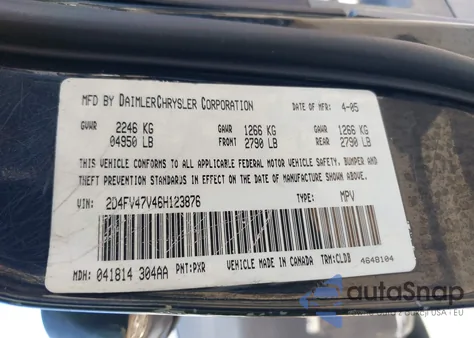 MFD BY DAIMLERCHRYSLER CORPORATION DATE OF MFR: 4-05
GVWR 2246 KG GAWR 1266 KG GAWR 1266 KG
04950 LB FRONT 2790 LB REAR 2790 LB
THIS VEHICLE CONFORMS TO ALL APPLICABLE FEDERAL MOTOR VEHICLE SAFETY, BUMPER AND
THEFT PREVENTION STANDARDS IN EFFECT ON THE DATE OF MANUFACTURE SHOWN ABOVE.
VIN: 2D4FV47V46H123876 TYPE: MPV
MDH: 041814 304AA PNT:PXR VEHICLE MADE IN CANADA TRM:CLDB 4648104
autoSnap
z Aukcji USA - EU